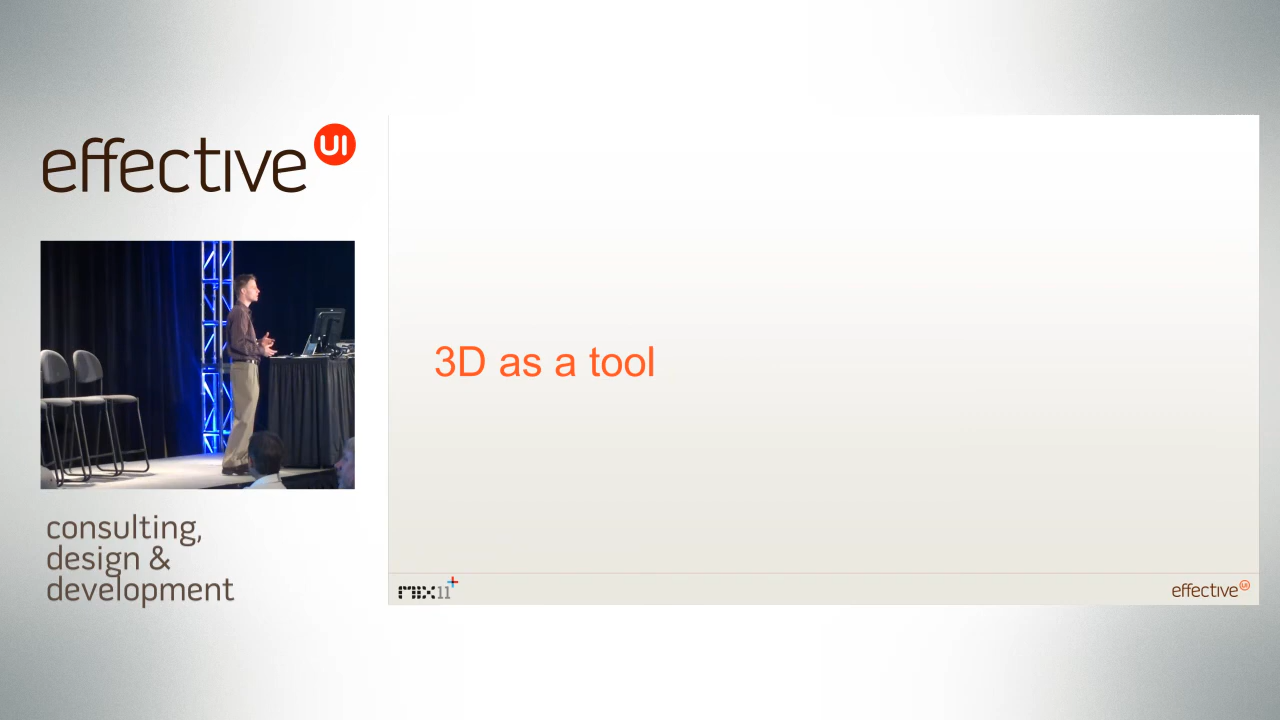 effective UI
consulting,
design &
development
3D as a tool
mix11
effective UI